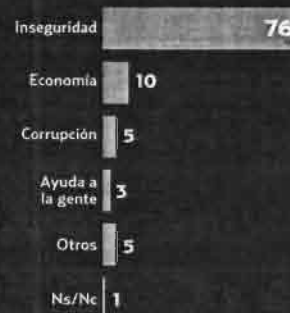 Inseguridad 76
Economía 10
Corrupción 5
Ayuda a
la gente 3
Otros 5
Ns/Nc 1